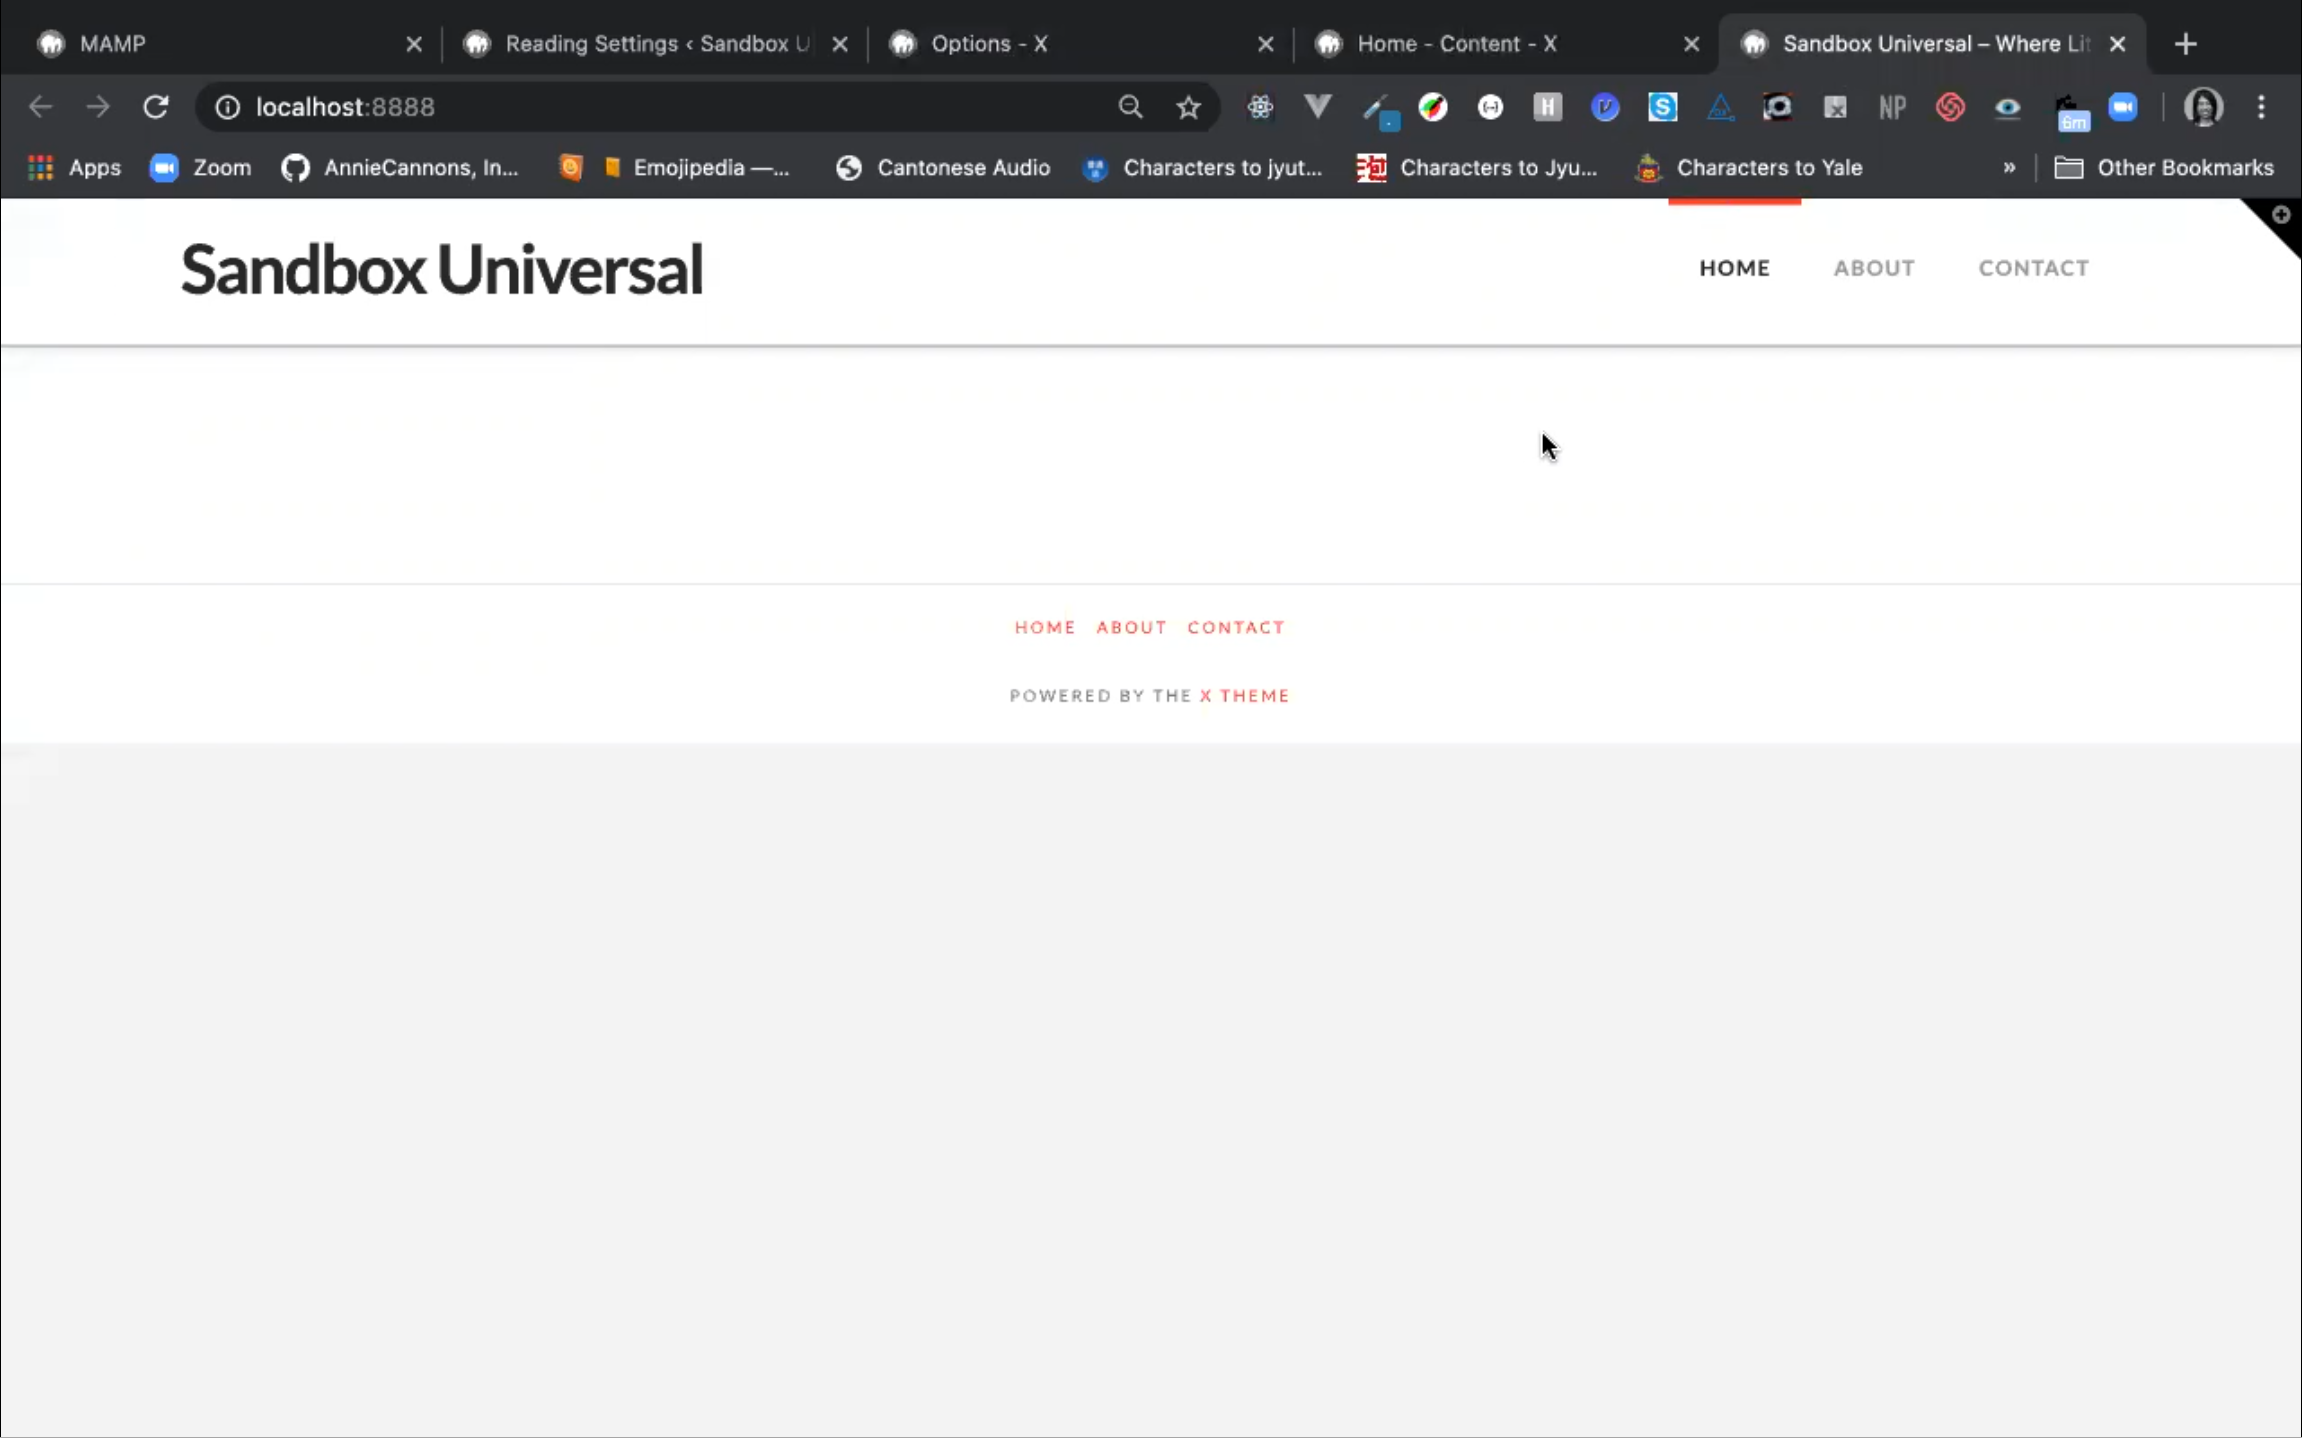 MAMP
Reading Settings ‹ Sandbox U
Options - X
Home - Content - X
Sandbox Universal – Where Lit
localhost:8888
H
S
NP
6m
Apps
Zoom
AnnieCannons, In...
Emojipedia —...
Cantonese Audio
Characters to jyut...
Characters to Jyu...
Characters to Yale
»
Other Bookmarks
Sandbox Universal
HOME
ABOUT
CONTACT
HOME ABOUT CONTACT
POWERED BY THE X THEME